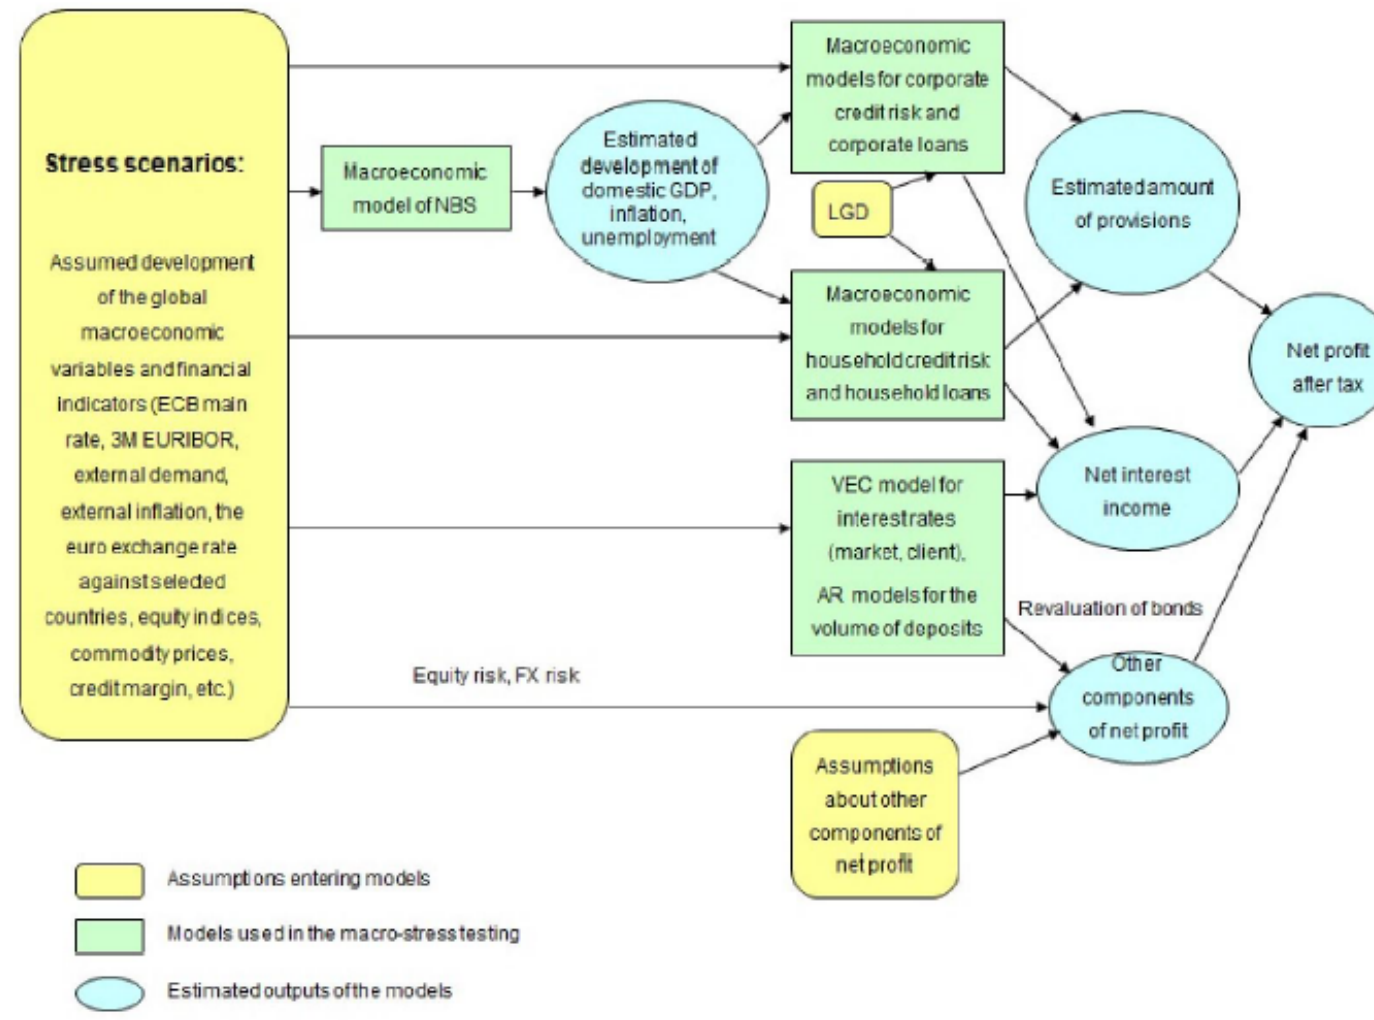 Stress scenarios:
Assumed development
of the global
macroeconomic
variables and financial
indicators (ECB main
rate, 3M EURIBOR,
external demand,
external inflation, the
euro exchange rate
against selected
countries, equity indices,
commodity prices,
credit margin, etc.)
Macroeconomic
model of NBS
Estimated
development of
domestic GDP,
inflation,
unemployment
Macroeconomic
models for corporate
credit risk and
corporate loans
LGD
Macroeconomic
models for
household credit risk
and household loans
VEC model for
interest rates
(market, client),
AR models for the
volume of deposits
Estimated amount
of provisions
Net interest
income
Net profit
after tax
Revaluation of bonds
Equity risk, FX risk
Other
components
of net profit
Assumptions
about other
components of
net profit
Assumptions entering models
Models used in the macro-stress testing
Estimated outputs of the models